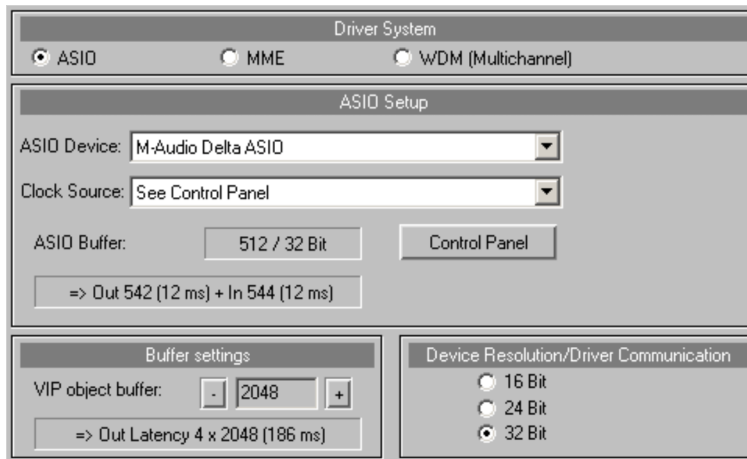 Driver System
ASIO MME WDM (Multichannel)
ASIO Setup
ASIO Device: M-Audio Delta ASIO
Clock Source: See Control Panel
ASIO Buffer: 512 / 32 Bit Control Panel
=> Out 542 (12 ms) + In 544 (12 ms)
Buffer settings
VIP object buffer: - 2048 +
=> Out Latency 4 x 2048 (186 ms)
Device Resolution/Driver Communication
16 Bit
24 Bit
32 Bit